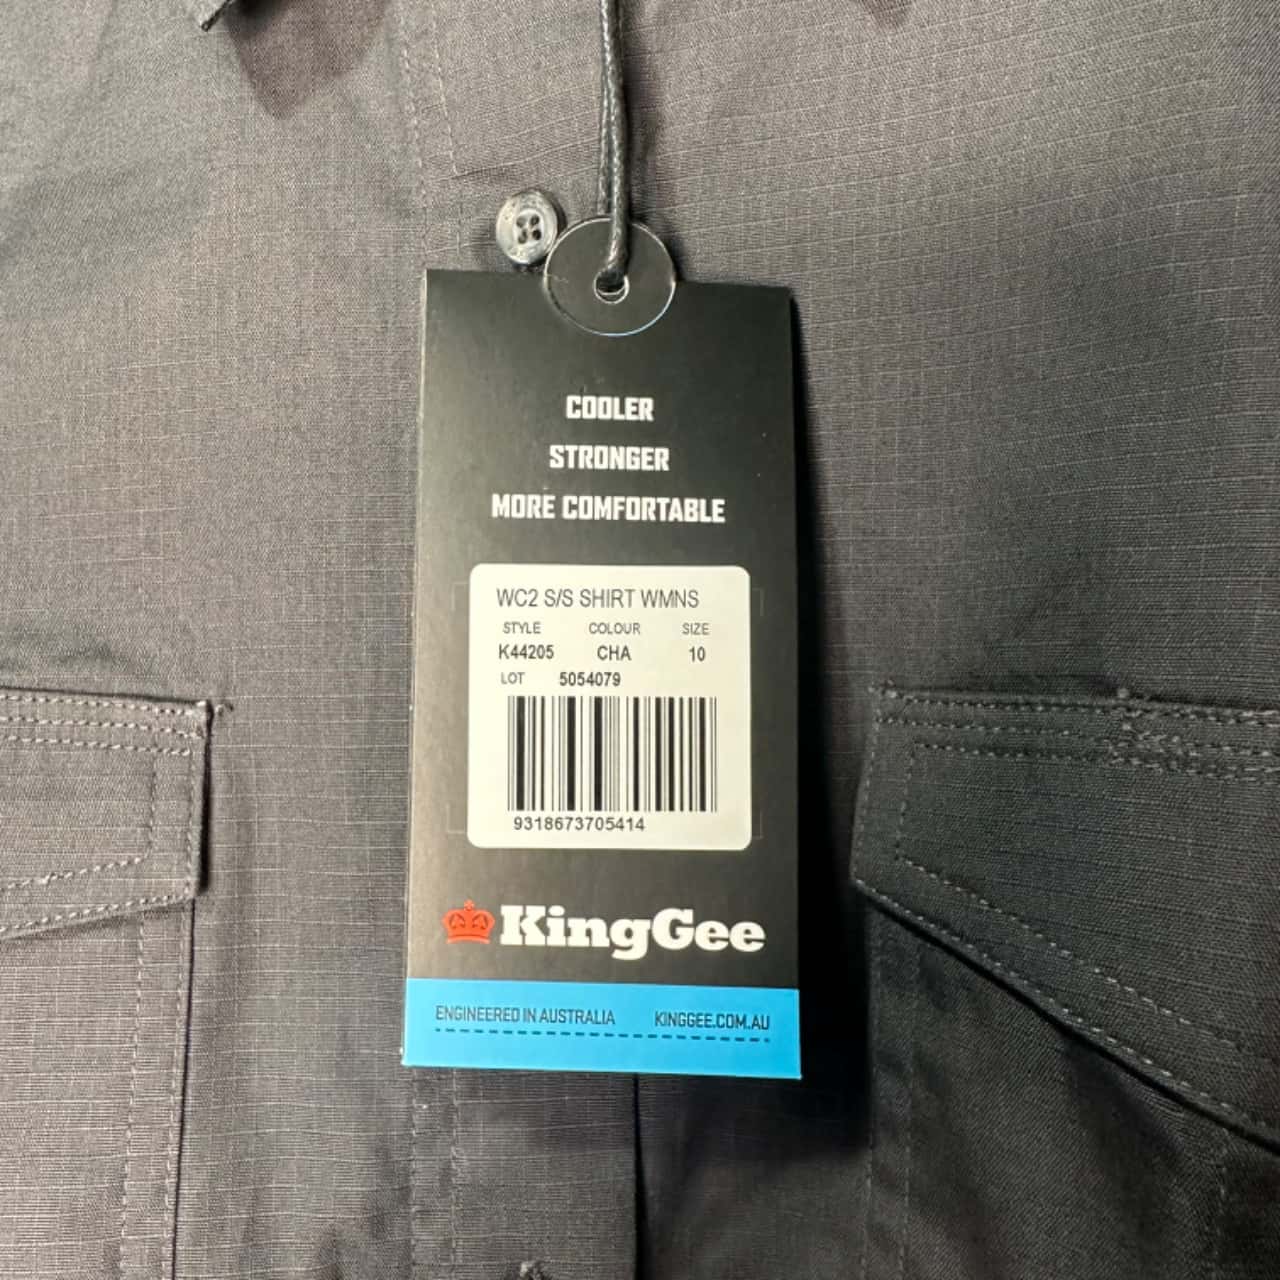 COOLER
STRONGER
MORE COMFORTABLE
WC2 S/S SHIRT WMNS
STYLE COLOUR SIZE
K44205 CHA 10
LOT 5054079
9318673705414
KingGee
ENGINEERED IN AUSTRALIA KINGGEE.COM.AU